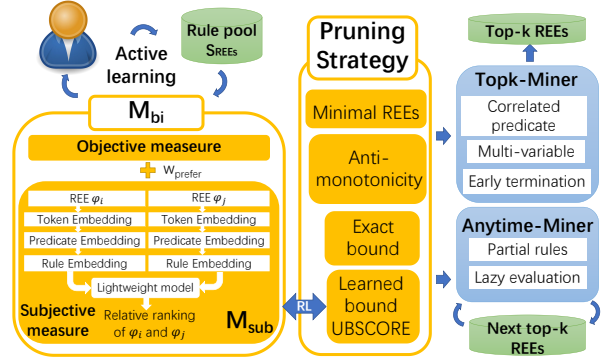 Active
learning
Rule pool
SREEs
Mbi
Objective meaesure
Wprefer
REE φi
REE φj
Token Embedding
Token Embedding
Predicate Embedding
Predicate Embedding
Rule Embedding
Rule Embedding
Lightweight model
Subjective
measure
Relative ranking
of φi and φj
Msub
RL
Pruning
Strategy
Minimal REEs
Anti-
monotonicity
Exact
bound
Learned
bound
UBSCORE
Top-k REEs
Topk-Miner
Correlated
predicate
Multi-variable
Early termination
Anytime-Miner
Partial rules
Lazy evaluation
Next top-k
REEs